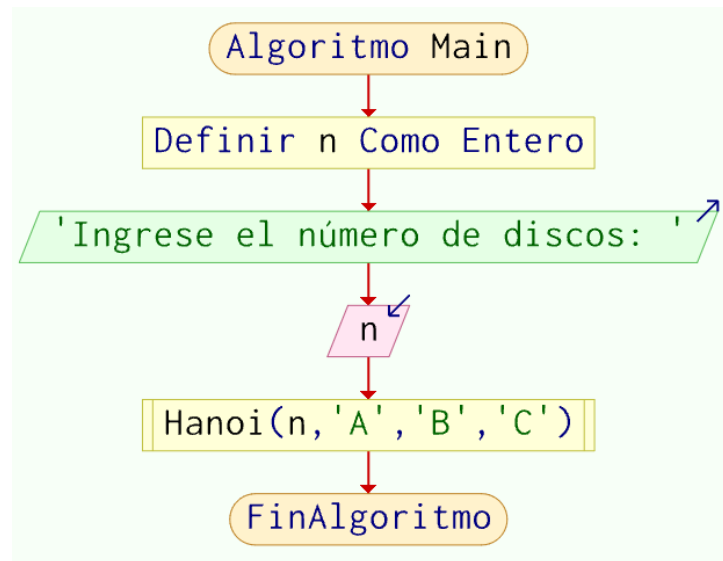 Algoritmo Main
Definir n Como Entero
'Ingrese el número de discos: '
n
Hanoi(n,'A','B','C')
FinAlgoritmo